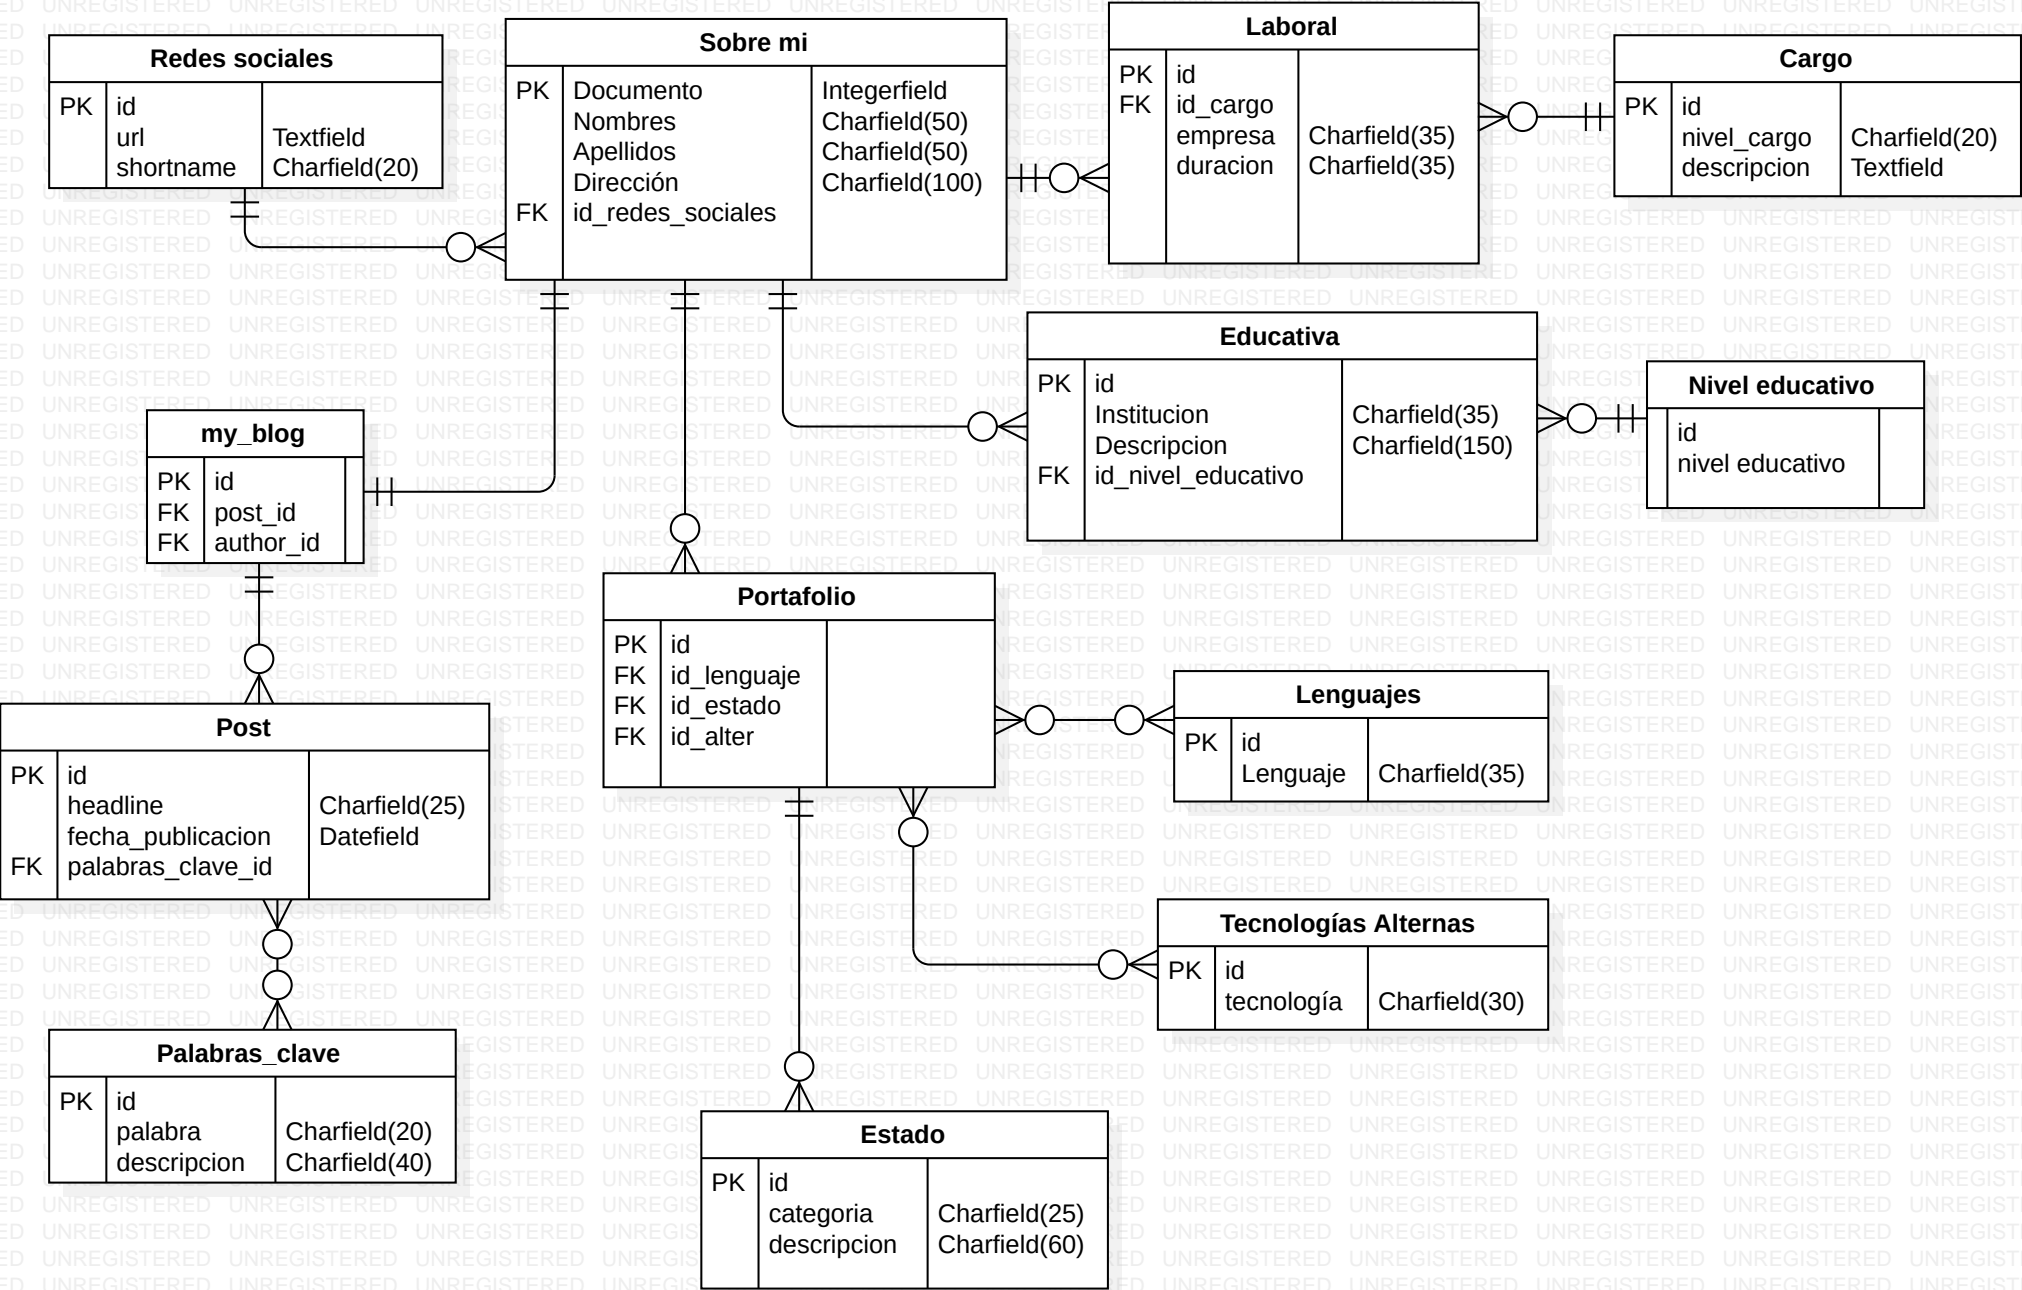 Redes sociales
PK id
url Textfield
shortname Charfield(20)
Sobre mi
PK Documento Integerfield
Nombres Charfield(50)
Apellidos Charfield(50)
Dirección Charfield(100)
FK id_redes_sociales
Laboral
PK id
FK id_cargo
empresa Charfield(35)
duracion Charfield(35)
Cargo
PK id
nivel_cargo Charfield(20)
descripcion Textfield
Educativa
PK id
Institucion Charfield(35)
Descripcion Charfield(150)
FK id_nivel_educativo
Nivel educativo
id
nivel educativo
my_blog
PK id
FK post_id
FK author_id
Portafolio
PK id
FK id_lenguaje
FK id_estado
FK id_alter
Lenguajes
PK id
Lenguaje Charfield(35)
Post
PK id
headline Charfield(25)
fecha_publicacion Datefield
FK palabras_clave_id
Tecnologías Alternas
PK id
tecnología Charfield(30)
Palabras_clave
PK id
palabra Charfield(20)
descripcion Charfield(40)
Estado
PK id
categoria Charfield(25)
descripcion Charfield(60)
UNREGISTERED